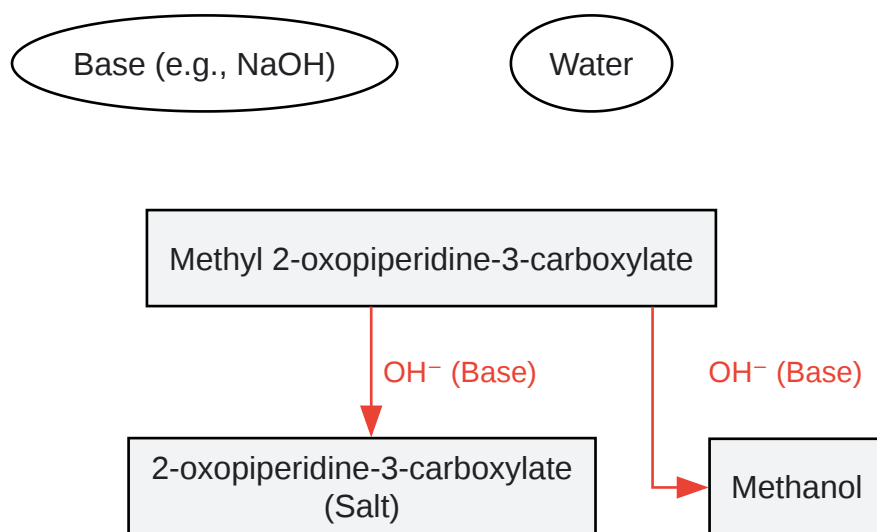 Base (e.g., NaOH)
Water
Methyl 2-oxopiperidine-3-carboxylate
OH⁻ (Base)
OH⁻ (Base)
2-oxopiperidine-3-carboxylate
(Salt)
Methanol